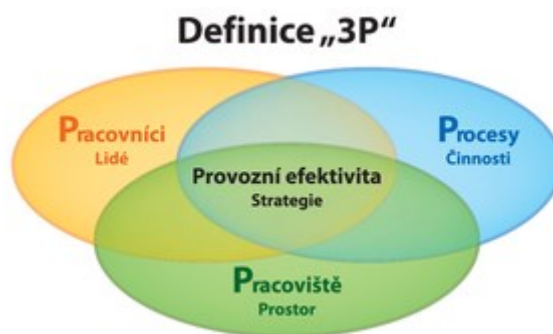 Definice „3P“
Pracovníci
Lidé
Procesy
Činnosti
Provozní efektivita
Strategie
Pracoviště
Prostor